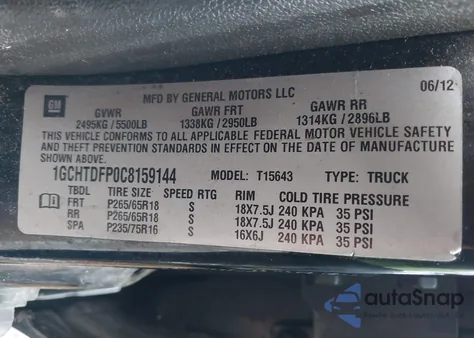 GM
MFD BY GENERAL MOTORS LLC
06/12
GVWR GAWR FRT GAWR RR
2495KG / 5500LB 1338KG / 2950LB 1314KG / 2896LB
THIS VEHICLE CONFORMS TO ALL APPLICABLE FEDERAL MOTOR VEHICLE SAFETY
AND THEFT PREVENTION STANDARDS IN EFFECT ON THE DATE OF MANUFACTURE
SHOWN ABOVE.
1GCHTDFP0C8159144 MODEL: T15643 TYPE: TRUCK
TBD TIRE SIZE SPEED RTG RIM COLD TIRE PRESSURE
FRT P265/65R18 S 18X7.5J 240 KPA 35 PSI
RR P265/65R18 S 18X7.5J 240 KPA 35 PSI
SPA P235/75R16 S 16X6J 240 KPA 35 PSI
autoSnap